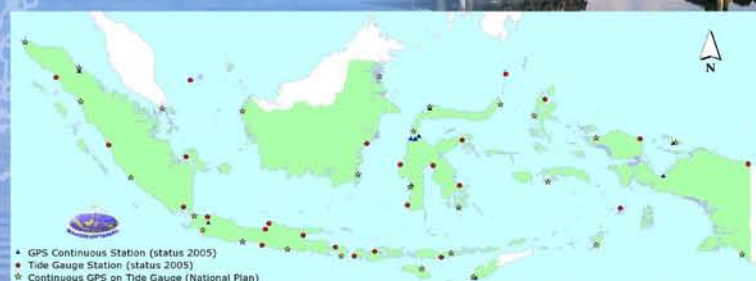 N
GPS Continuous Station (status 2005)
Tide Gauge Station (status 2005)
Continuous GPS on Tide Gauge (National Plan)